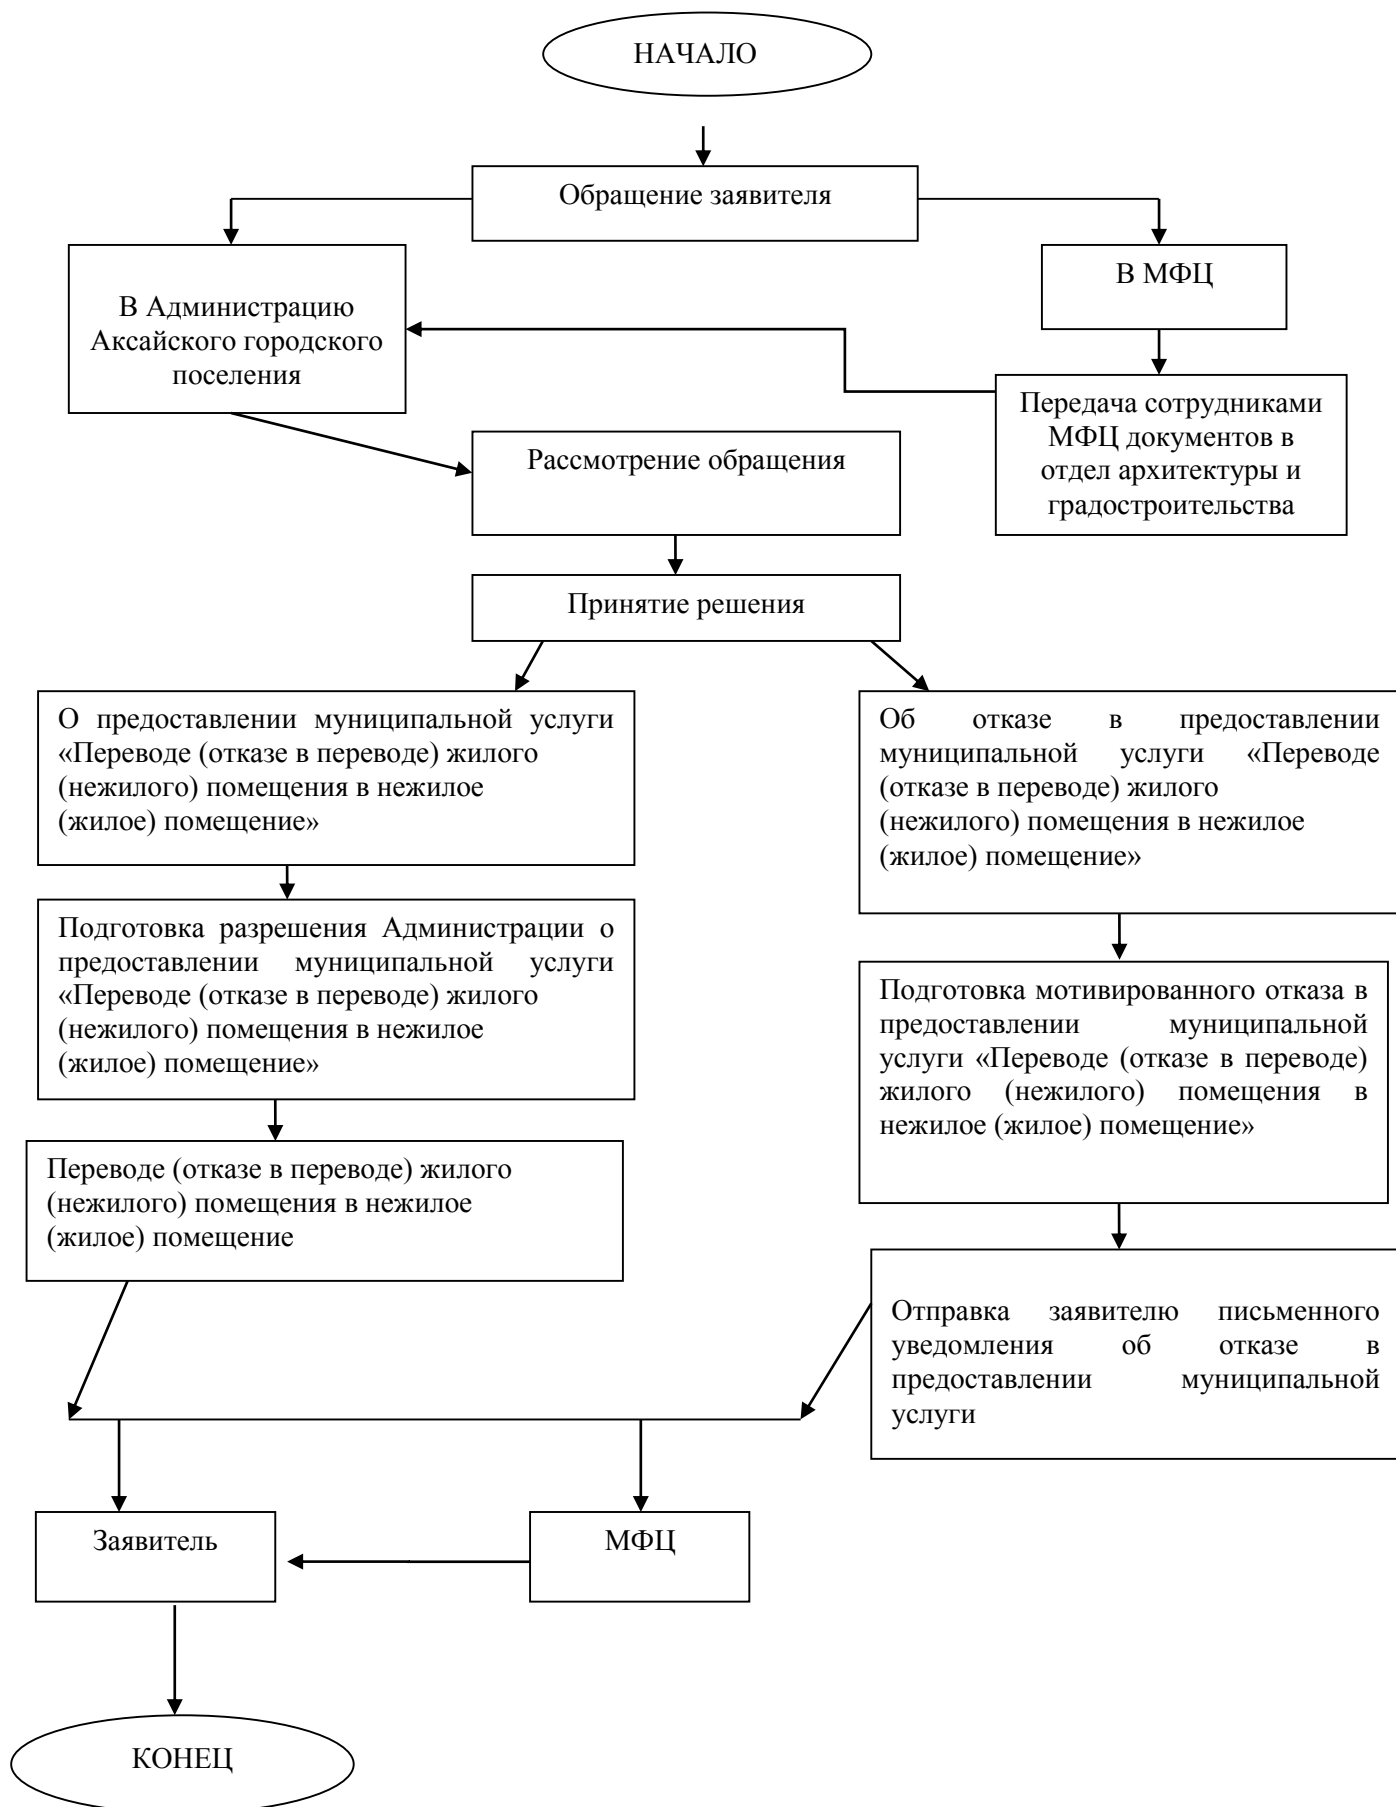 НАЧАЛО
Обращение заявителя
В Администрацию
Аксайского городского
поселения
В МФЦ
Передача сотрудниками
МФЦ документов в
отдел архитектуры и
градостроительства
Рассмотрение обращения
Принятие решения
О предоставлении муниципальной услуги
«Переводе (отказе в переводе) жилого
(нежилого) помещения в нежилое
(жилое) помещение»
Об отказе в предоставлении
муниципальной услуги «Переводе
(отказе в переводе) жилого
(нежилого) помещения в нежилое
(жилое) помещение»
Подготовка разрешения Администрации о
предоставлении муниципальной услуги
«Переводе (отказе в переводе) жилого
(нежилого) помещения в нежилое
(жилое) помещение»
Подготовка мотивированного отказа в
предоставлении муниципальной
услуги «Переводе (отказе в переводе)
жилого (нежилого) помещения в
нежилое (жилое) помещение»
Переводе (отказе в переводе) жилого
(нежилого) помещения в нежилое
(жилое) помещение
Отправка заявителю письменного
уведомления об отказе в
предоставлении муниципальной
услуги
Заявитель
МФЦ
КОНЕЦ